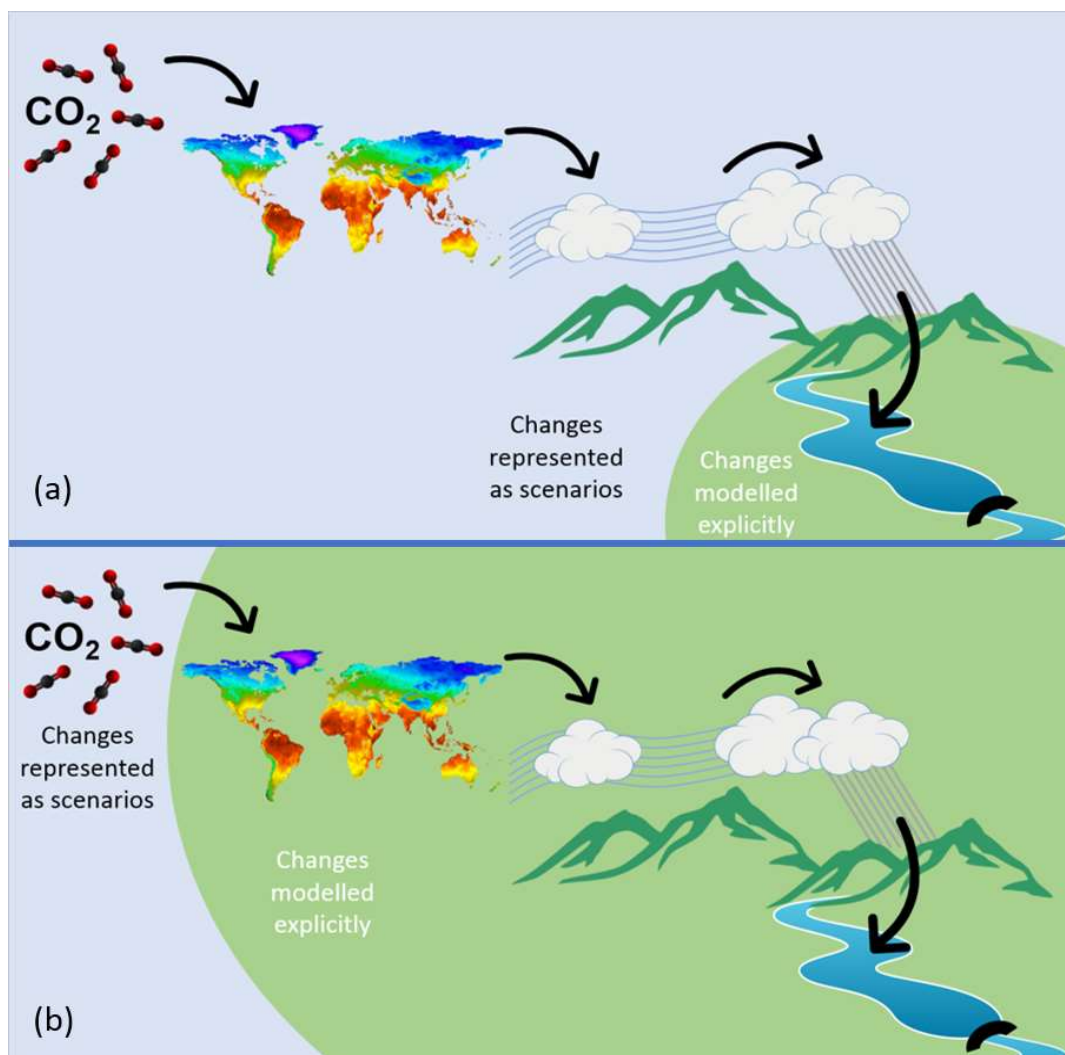 CO₂
Changes
represented
as scenarios
Changes
modelled
explicitly
(a)
CO₂
Changes
represented
as scenarios
Changes
modelled
explicitly
(b)